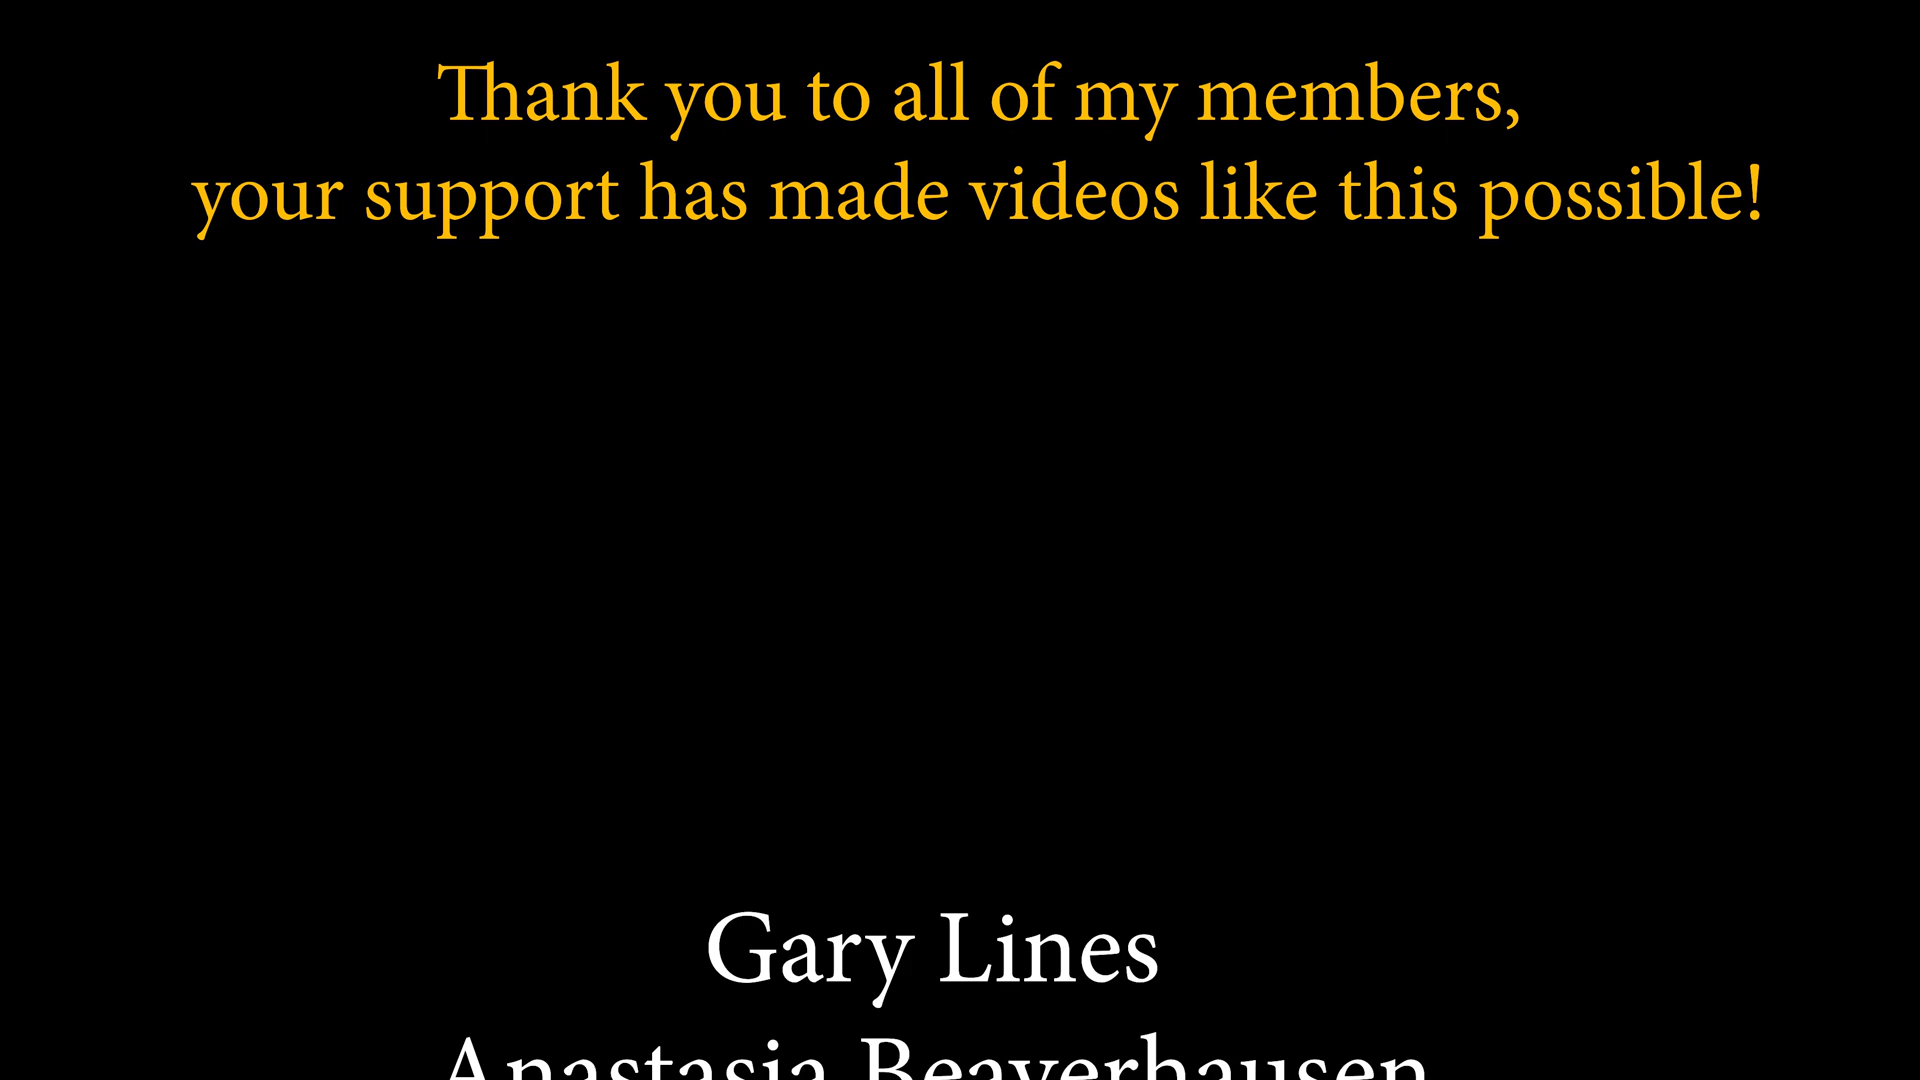 Thank you to all of my members,
your support has made videos like this possible!
Gary Lines
Anastasia Beaverhausen